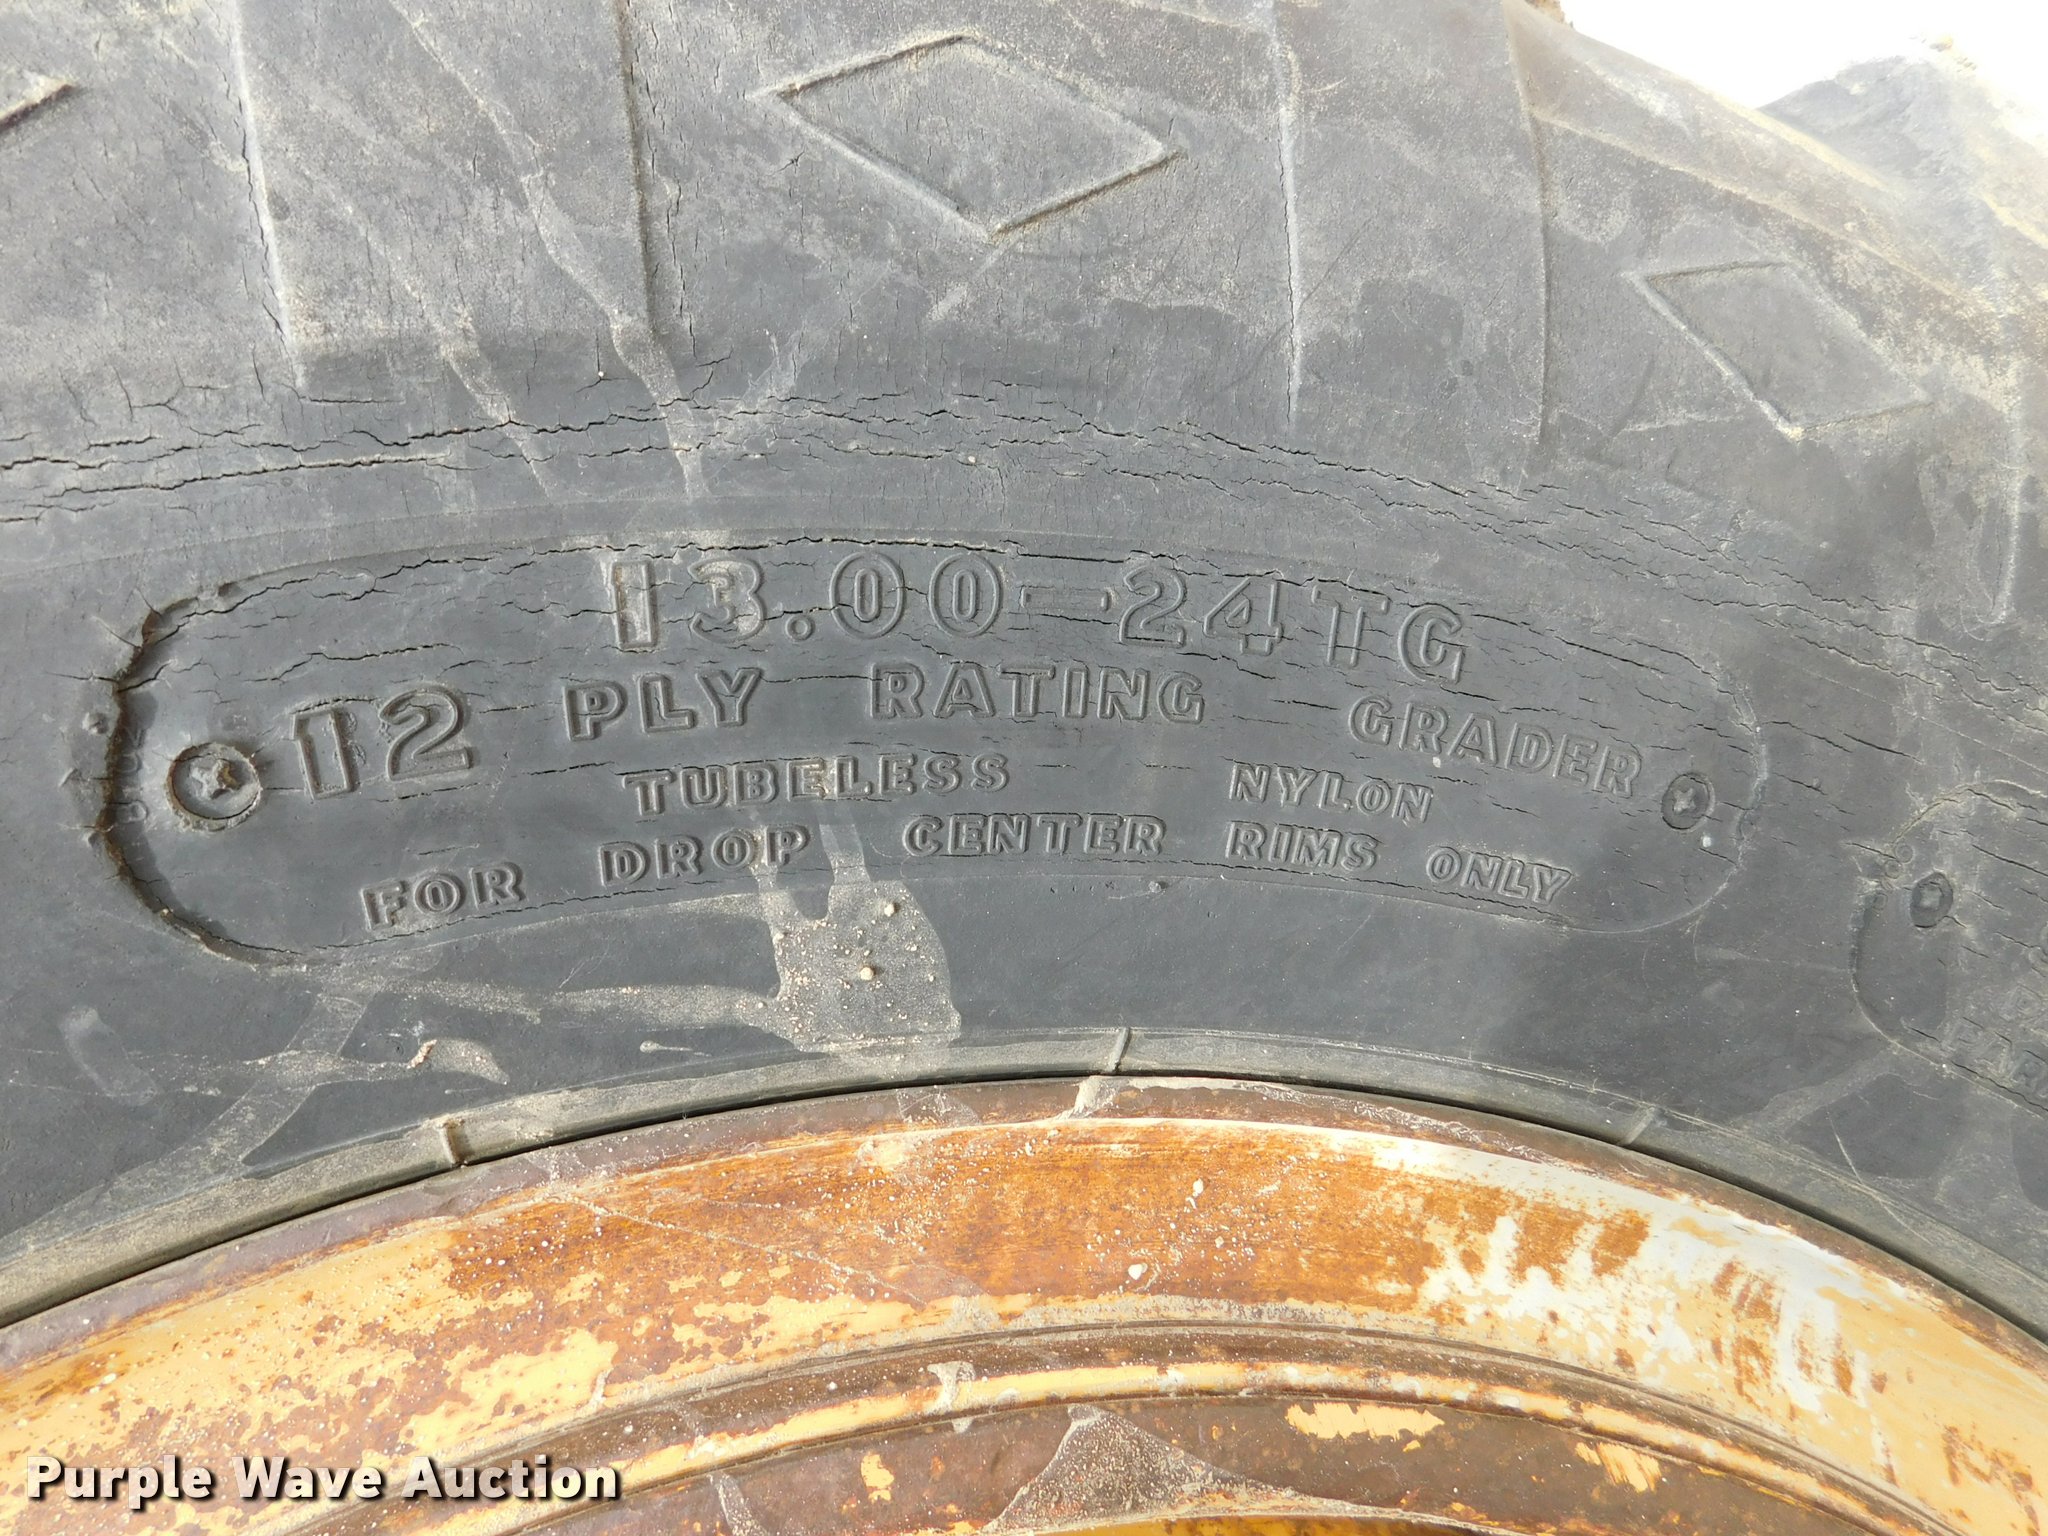 13.00-24TG
12 PLY RATING GRADER
TUBELESS NYLON
FOR DROP CENTER RIMS ONLY
Purple Wave Auction